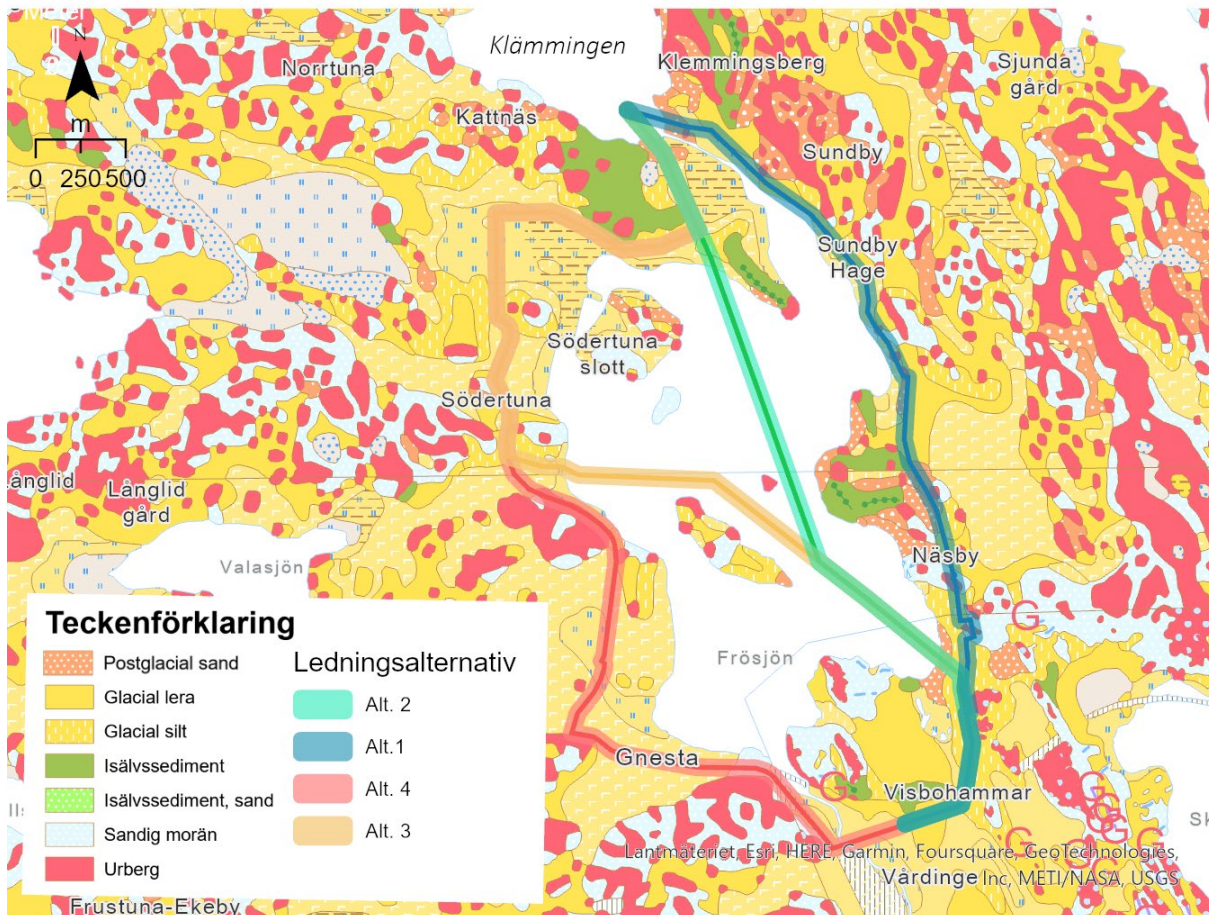 Meter
Klämmingen
Klemmingsberg
Sjunda
gård
N
Norrtuna
Kattnäs
m
0 250 500
Sundby
Sundby
Hage
Södertuna
slott
Södertuna
Långlid
Långlid
gård
Valasjön
Näsby
G
Frösjön
Gnesta
G
Visbohammar
G
G
G
G
G
G
Teckenförklaring
Postglacial sand
Glacial lera
Glacial silt
Isälvssediment
Isälvssediment, sand
Sandig morän
Urberg
Ledningsalternativ
Alt. 2
Alt.1
Alt. 4
Alt. 3
Lantmäteriet, Esri, HERE, Garmin, Foursquare, GeoTechnologies,
Vårdinge Inc, METI/NASA, USGS
Frustuna-Ekeby